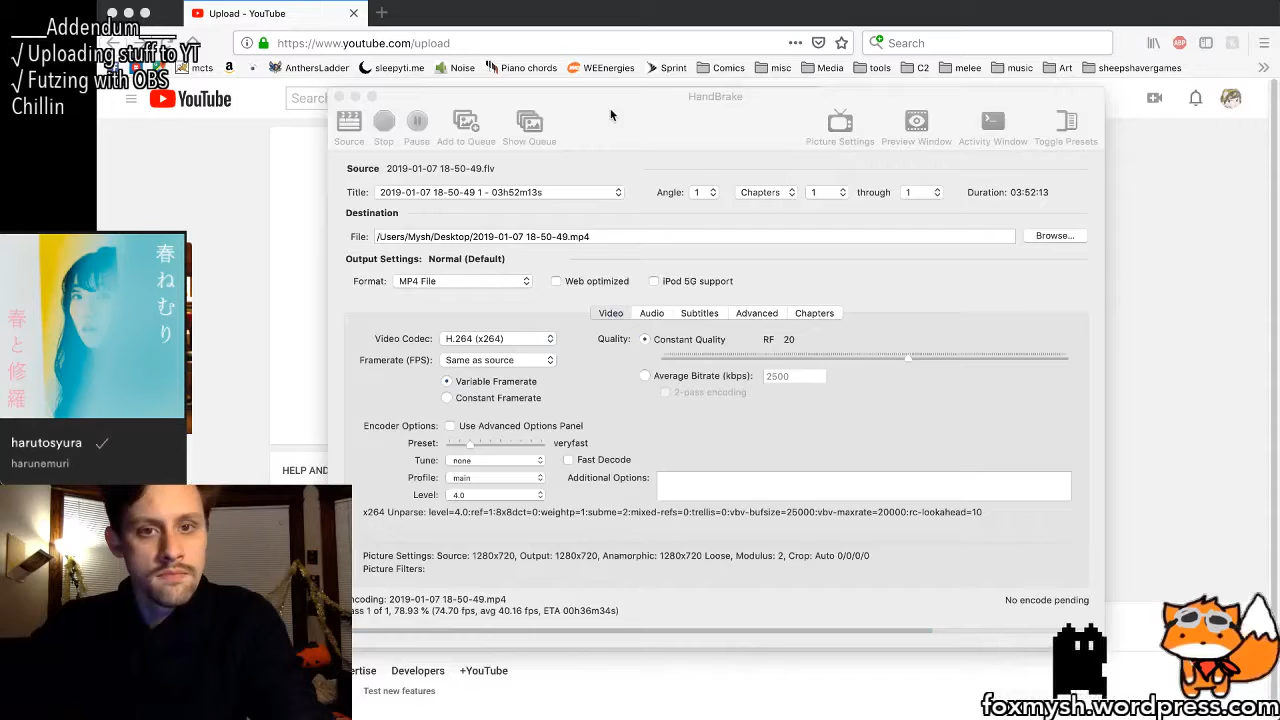 ___Addendum___
√ Uploading stuff to YT
√ Futzing with OBS
Chillin
Upload - YouTube
https://www.youtube.com/upload
Search
mcts
AnthersLadder
sleepyti.me
Noise
Piano chords
WEEergies
Sprint
Comics
misc
C2
melee
music
Art
sheepshavergames
YouTube
Search
HandBrake
Source
Stop
Pause
Add to Queue
Show Queue
Picture Settings
Preview Window
Activity Window
Toggle Presets
Source 2019-01-07 18-50-49.flv
Title: 2019-01-07 18-50-49 1 - 03h52m13s
Angle: 1
Chapters
1 through 1
Duration: 03:52:13
Destination
File: /Users/Mysh/Desktop/2019-01-07 18-50-49.mp4
Browse...
Output Settings: Normal (Default)
Format: MP4 File
Web optimized
iPod 5G support
Video Audio Subtitles Advanced Chapters
Video Codec: H.264 (x264)
Quality: Constant Quality RF 20
Framerate (FPS): Same as source
Variable Framerate
Constant Framerate
Average Bitrate (kbps): 2500
2-pass encoding
Encoder Options: Use Advanced Options Panel
Preset: veryfast
Tune: none
Fast Decode
Profile: main
Additional Options:
Level: 4.0
x264 Unparse: level=4.0:ref=1:8x8dct=0:weightp=1:subme=2:mixed-refs=0:trellis=0:vbv-bufsize=25000:vbv-maxrate=20000:rc-lookahead=10
Picture Settings: Source: 1280x720, Output: 1280x720, Anamorphic: 1280x720 Loose, Modulus: 2, Crop: Auto 0/0/0/0
Picture Filters:
ncoding: 2019-01-07 18-50-49.mp4
ass 1 of 1, 78.93 % (74.70 fps, avg 40.16 fps, ETA 00h36m34s)
No encode pending
春ねむり
春と修羅
harutosyura
harunemuri
HELP AND
ertise
Developers
+YouTube
Test new features
foxmysh.wordpress.com